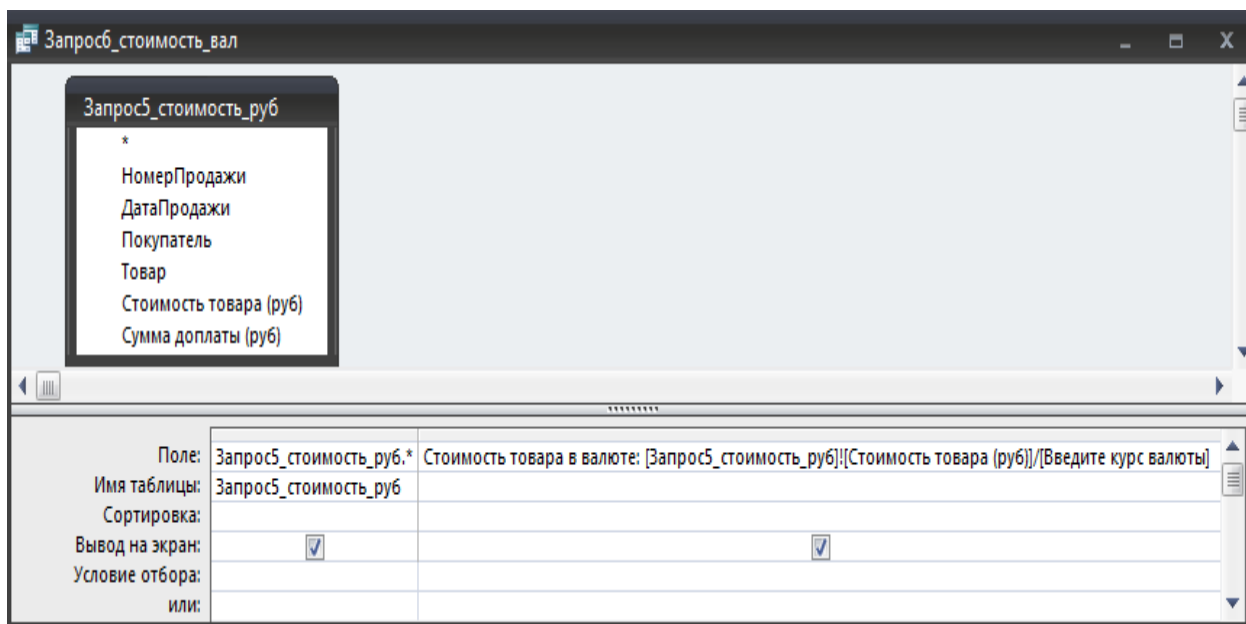 Запрос6_стоимость_вал
Запрос5_стоимость_руб
*
НомерПродажи
ДатаПродажи
Покупатель
Товар
Стоимость товара (руб)
Сумма доплаты (руб)
Поле: Запрос5_стоимость_руб.* Стоимость товара в валюте: [Запрос5_стоимость_руб]![Стоимость товара (руб)]/[Введите курс валюты]
Имя таблицы: Запрос5_стоимость_руб
Сортировка:
Вывод на экран:
Условие отбора:
или: